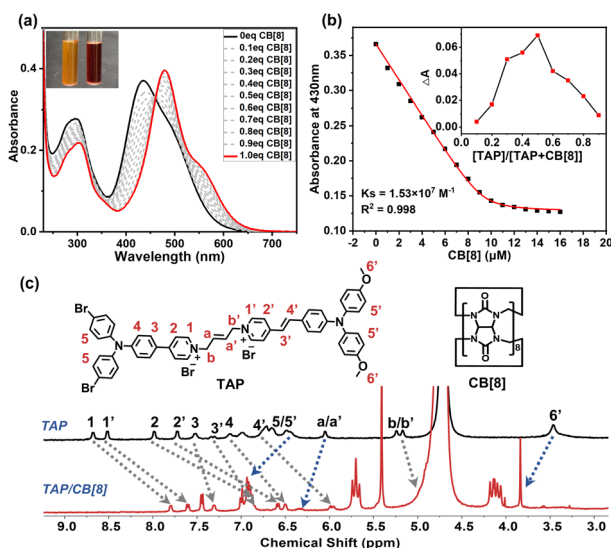 (a)
0eq CB[8]
0.1eq CB[8]
0.2eq CB[8]
0.3eq CB[8]
0.4eq CB[8]
0.5eq CB[8]
0.6eq CB[8]
0.7eq CB[8]
0.8eq CB[8]
0.9eq CB[8]
1.0eq CB[8]
Absorbance
0.4
0.2
0.0
300 400 500 600 700
Wavelength (nm)
(b)
Absorbance at 430nm
0.35
0.30
0.25
0.20
0.15
0.10
0 2 4 6 8 10 12 14 16 18
CB[8] (μM)
Ks = 1.53×10⁷ M⁻¹
R² = 0.998
△A
0.06
0.04
0.02
0.00
0.0 0.2 0.4 0.6 0.8
[TAP]/[TAP+CB[8]]
(c)
Br
5
4 3 2 1
N
5
Br
N
+
Br
−
a
b
a'
b'
1' 2' 4'
N
+
Br
−
3'
N
O 6'
5'
5'
O
6'
TAP
O
N N
N N
O
8
CB[8]
TAP
1 1' 2 2' 3 3' 4 4' 5/5' a/a' b/b' 6'
TAP/CB[8]
9.0 8.5 8.0 7.5 7.0 6.5 6.0 5.5 5.0 4.5 4.0 3.5 3.0
Chemical Shift (ppm)